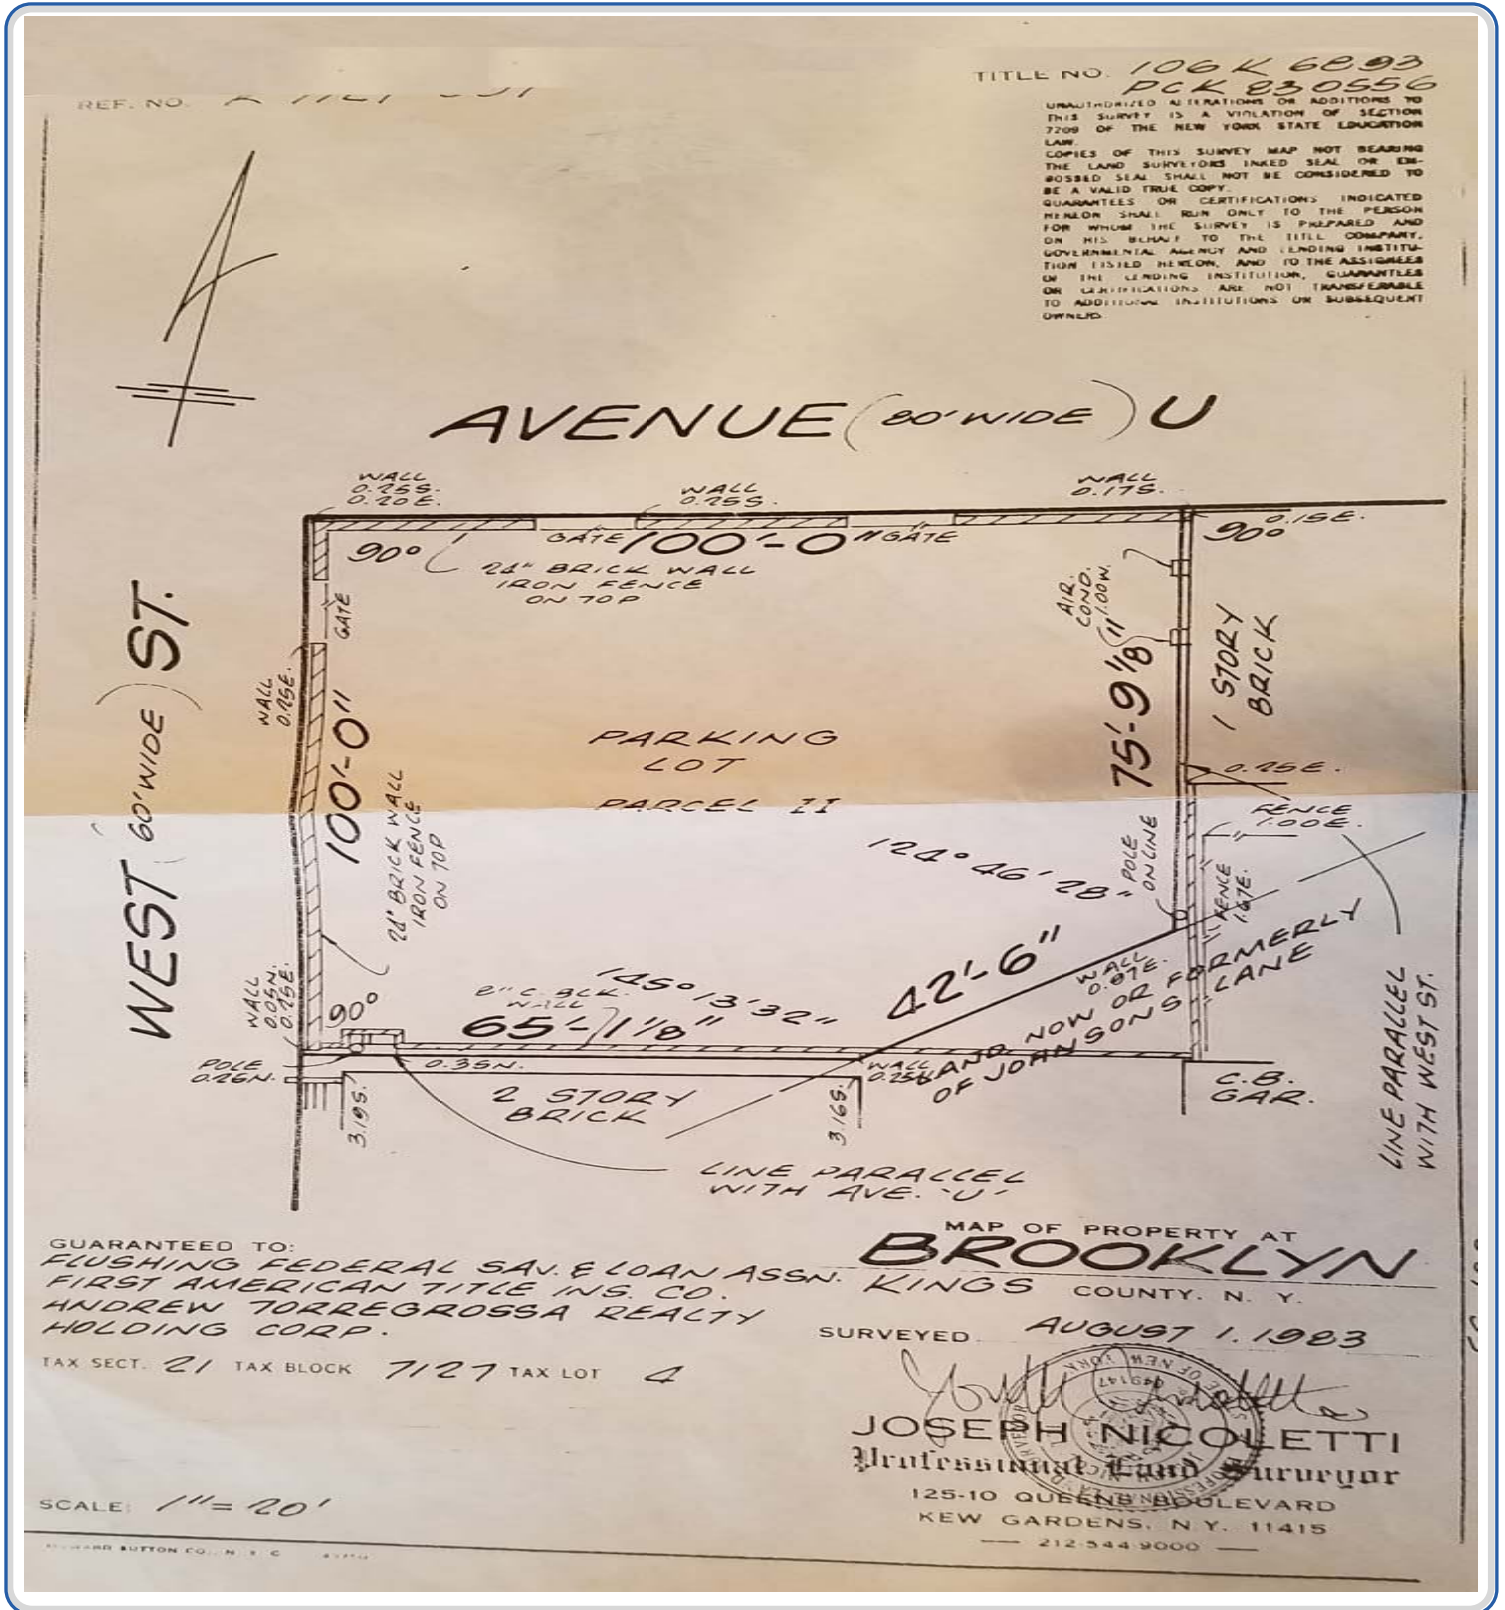 TITLE NO. 106 K 6893
PCK 830556
REF. NO.
UNAUTHORIZED ALTERATIONS OR ADDITIONS TO
THIS SURVEY IS A VIOLATION OF SECTION
7209 OF THE NEW YORK STATE EDUCATION
LAW.
COPIES OF THIS SURVEY MAP NOT BEARING
THE LAND SURVEYORS INKED SEAL OR EM-
BOSSED SEAL SHALL NOT BE CONSIDERED TO
BE A VALID TRUE COPY.
GUARANTEES OR CERTIFICATIONS INDICATED
HEREON SHALL RUN ONLY TO THE PERSON
FOR WHOM THE SURVEY IS PREPARED AND
ON HIS BEHALF TO THE TITLE COMPANY,
GOVERNMENTAL AGENCY AND LENDING INSTITU-
TION LISTED HEREON, AND TO THE ASSIGNEES
OF THE LENDING INSTITUTION, GUARANTEES
OR CERTIFICATIONS ARE NOT TRANSFERABLE
TO ADDITIONAL INSTITUTIONS OR SUBSEQUENT
OWNERS
AVENUE (80' WIDE) U
WALL
0.25S.
0.20E.
WALL
0.25S.
WALL
0.17S.
90°
GATE
100'-0"
GATE
0.15E.
90°
24" BRICK WALL
IRON FENCE
ON TOP
AIR.
COND.
1.00W.
GATE
WEST (60' WIDE) ST.
WALL
0.25E.
100'-0"
24" BRICK WALL
IRON FENCE
ON TOP
PARKING
LOT
PARCEL II
75'-9 1/8"
1 STORY
BRICK
0.25E.
FENCE
1.00E.
POLE
ON LINE
124° 46' 28"
FENCE
1.67E.
42'-6"
WALL
0.87E.
LAND NOW OR FORMERLY
OF JOHNSONS LANE
LINE PARALLEL
WITH WEST ST.
WALL
0.05N.
0.25E.
90°
8" C. BLK.
WALL
145° 13' 32"
65'-1 1/8"
POLE
0.26N.
0.35N.
WALL
3.19S.
2 STORY
BRICK
3.16S.
C.B.
GAR.
LINE PARALLEL
WITH AVE. "U"
GUARANTEED TO:
FLUSHING FEDERAL SAV. & LOAN ASSN.
FIRST AMERICAN TITLE INS. CO.
ANDREW TORREGROSSA REALTY
HOLDING CORP.
TAX SECT. 21 TAX BLOCK 7127 TAX LOT 4
MAP OF PROPERTY AT
BROOKLYN
KINGS COUNTY. N. Y.
SURVEYED AUGUST 1. 1983
JOSEPH NICOLETTI
Professional Land Surveyor
125-10 QUEENS BOULEVARD
KEW GARDENS, N.Y. 11415
212-544-9000
SCALE: 1" = 20'